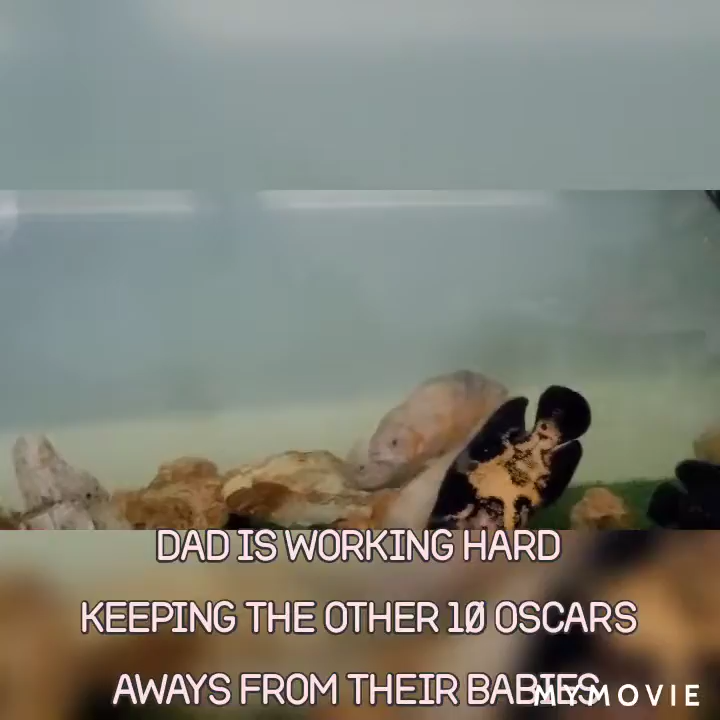 DAD IS WORKING HARD
KEEPING THE OTHER 10 OSCARS
AWAYS FROM THEIR BABIES
MYMOVIE